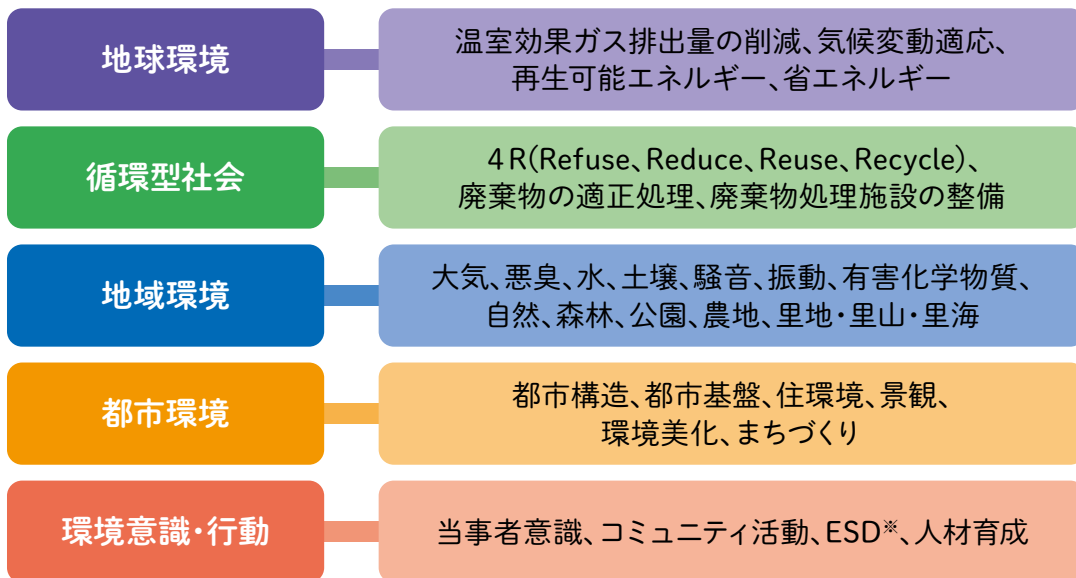 地球環境
温室効果ガス排出量の削減、気候変動適応、
再生可能エネルギー、省エネルギー
循環型社会
4R(Refuse、Reduce、Reuse、Recycle)、
廃棄物の適正処理、廃棄物処理施設の整備
地域環境
大気、悪臭、水、土壌、騒音、振動、有害化学物質、
自然、森林、公園、農地、里地・里山・里海
都市環境
都市構造、都市基盤、住環境、景観、
環境美化、まちづくり
環境意識・行動
当事者意識、コミュニティ活動、ESD※、人材育成